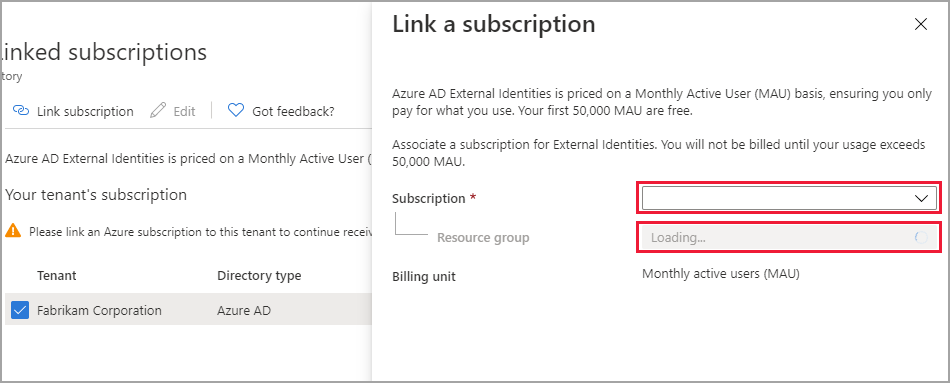 Linked subscriptions
tory
Link subscription
Edit
Got feedback?
Azure AD External Identities is priced on a Monthly Active User (
Your tenant's subscription
Please link an Azure subscription to this tenant to continue receiv
Tenant
Directory type
Fabrikam Corporation
Azure AD
Link a subscription
Azure AD External Identities is priced on a Monthly Active User (MAU) basis, ensuring you only
pay for what you use. Your first 50,000 MAU are free.
Associate a subscription for External Identities. You will not be billed until your usage exceeds
50,000 MAU.
Subscription *
Resource group
Loading...
Billing unit
Monthly active users (MAU)